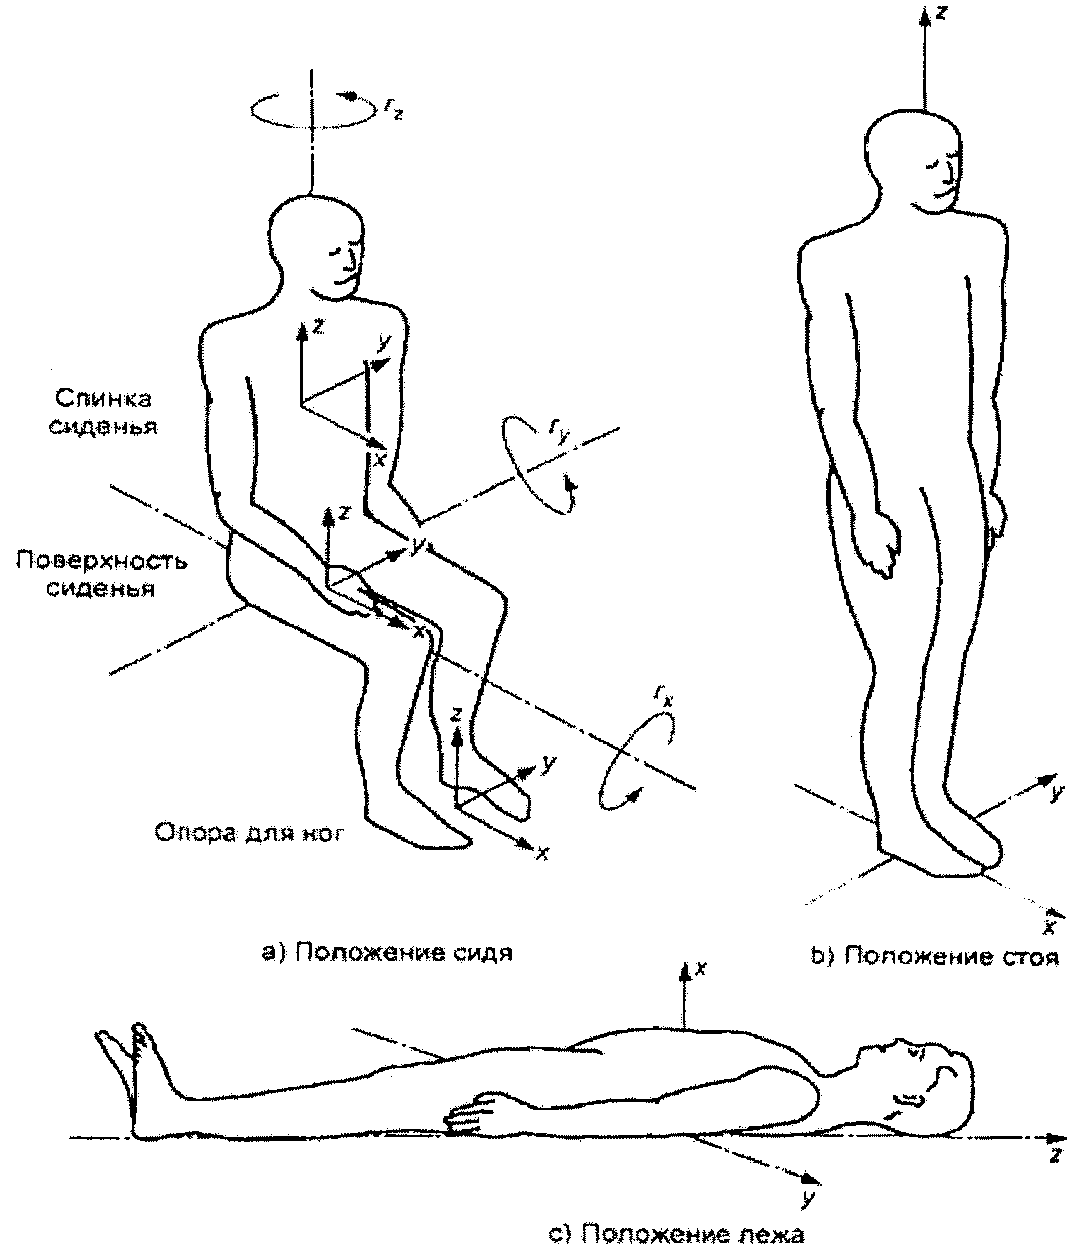 z
r_z
z
y
Спинка
сиденья
x
r_y
z
y
Поверхность
сиденья
x
r_x
z
y
y
Опора для ног
x
x
a) Положение сидя
b) Положение стоя
x
z
y
c) Положение лежа